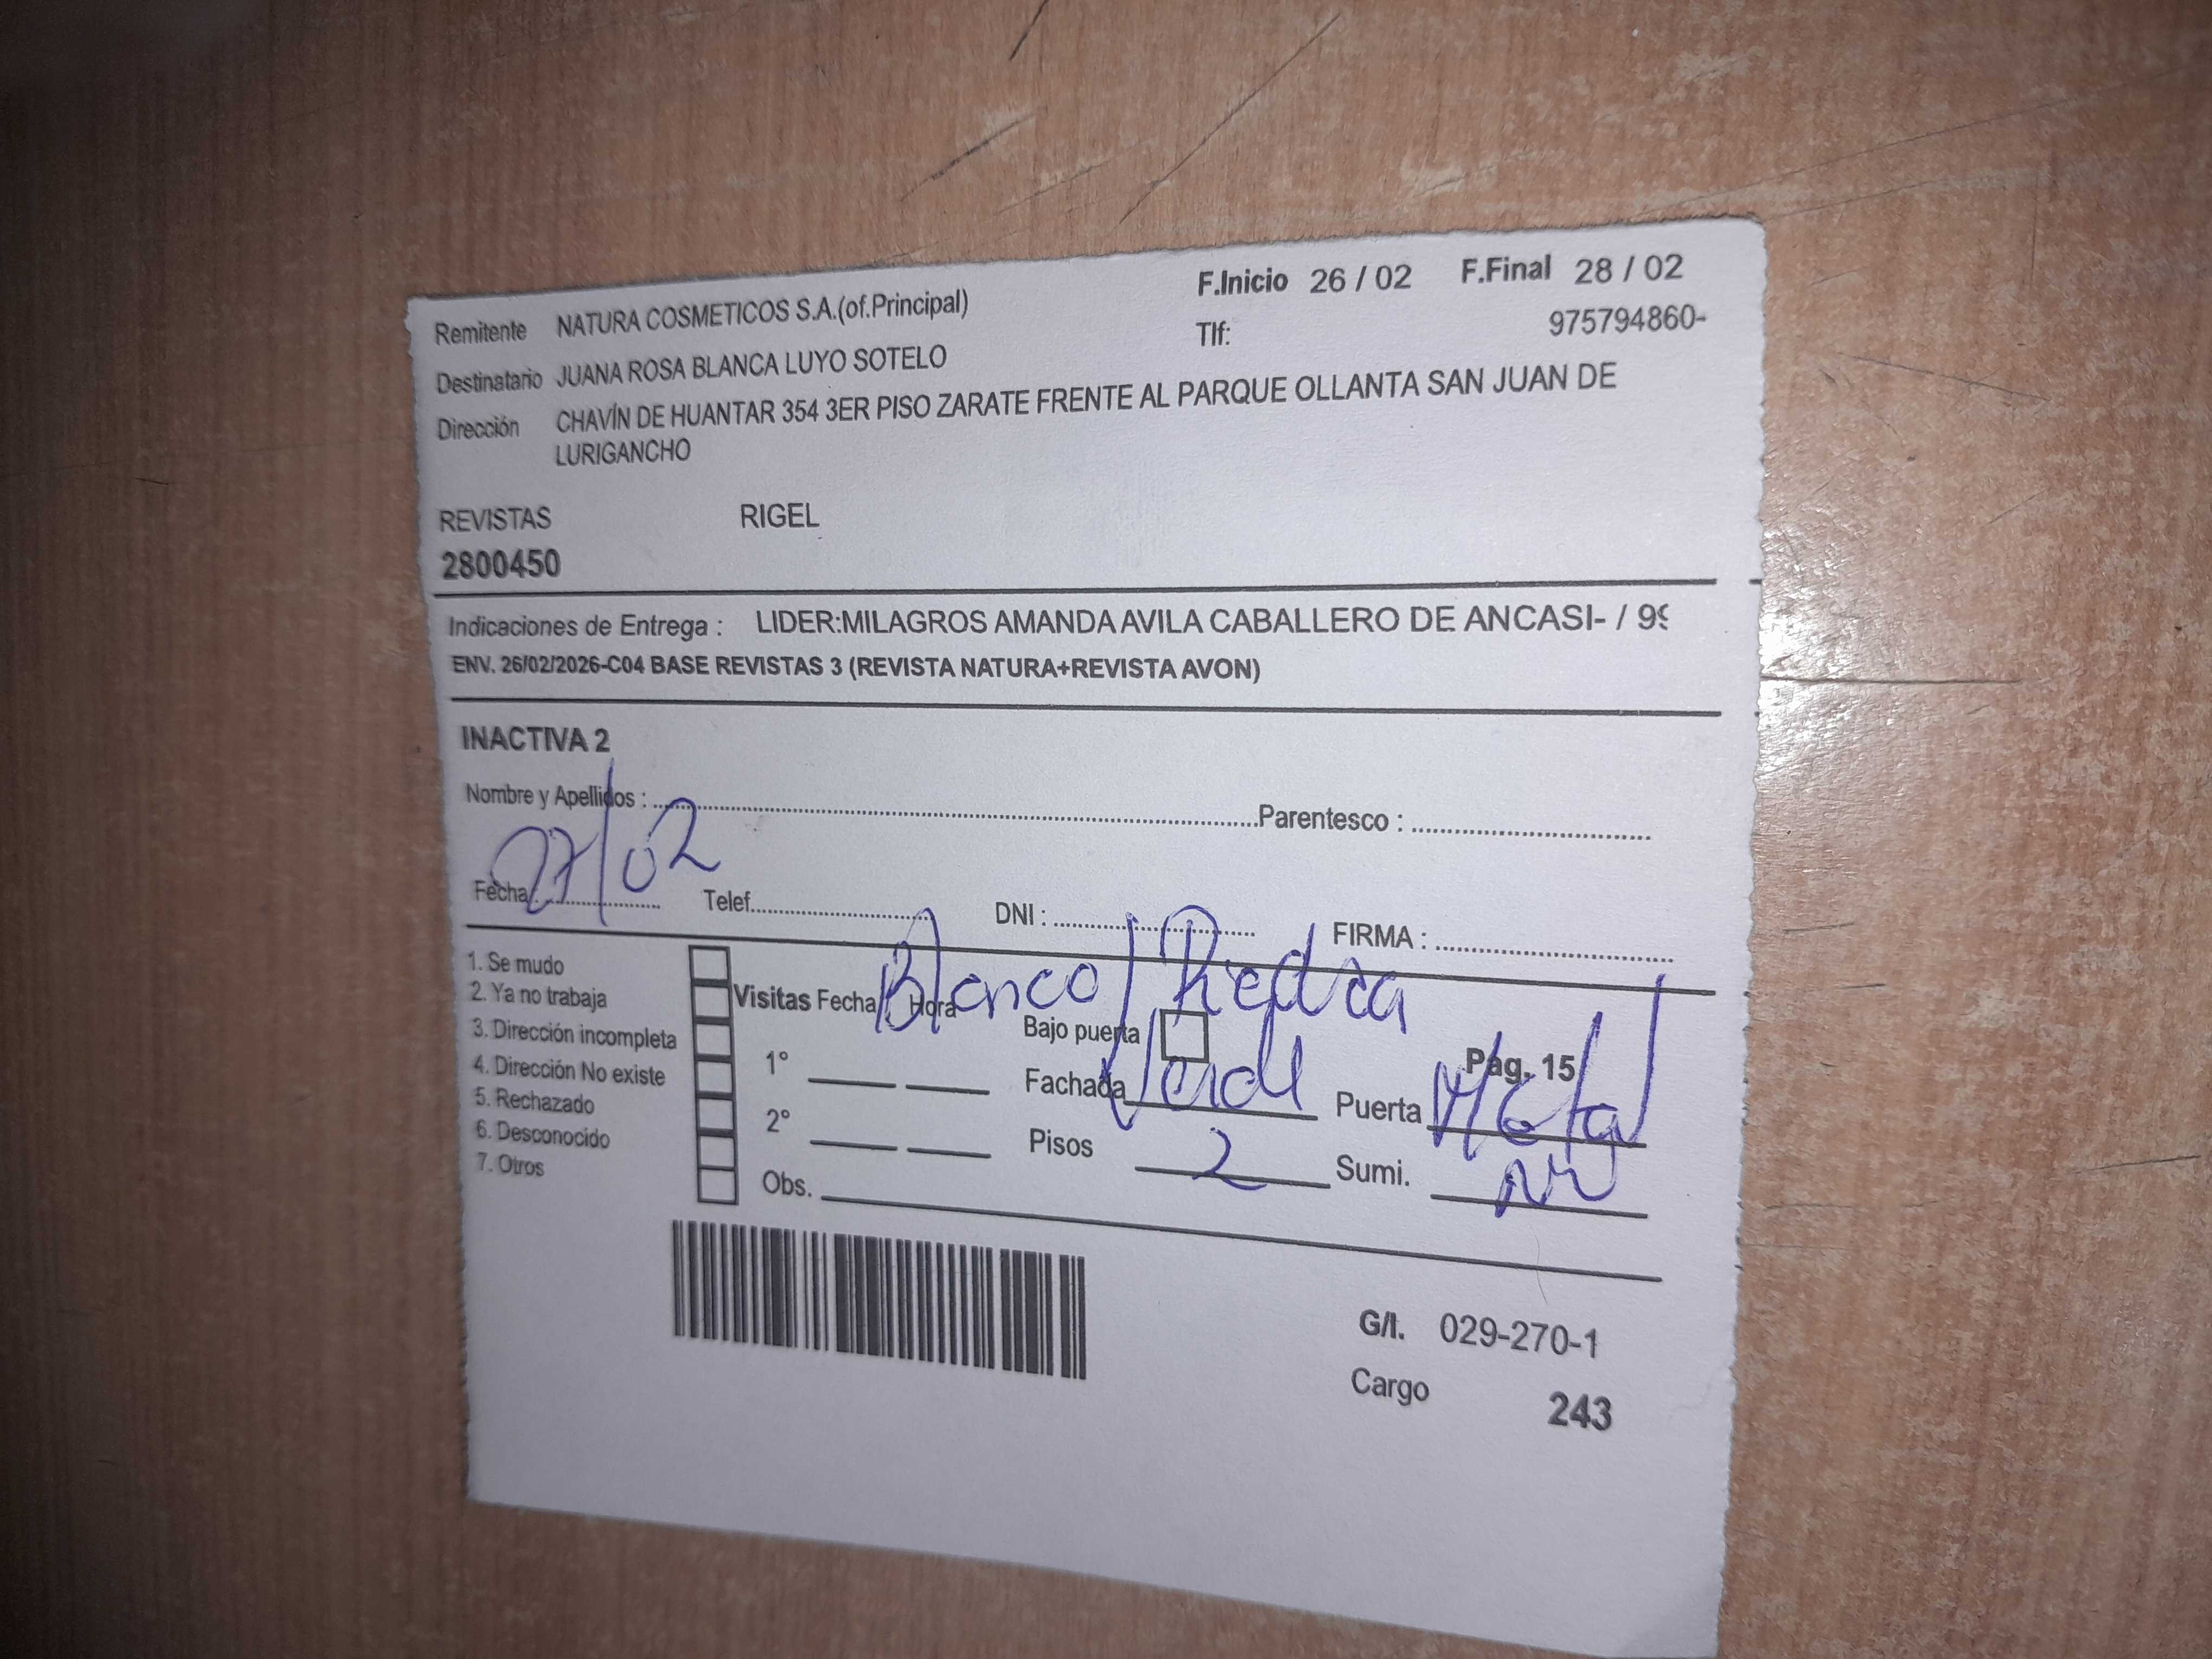 Remitente NATURA COSMETICOS S.A.(of.Principal) F.Inicio 26 / 02 F.Final 28 / 02
Tlf: 975794860-
Destinatario JUANA ROSA BLANCA LUYO SOTELO
Dirección CHAVÍN DE HUANTAR 354 3ER PISO ZARATE FRENTE AL PARQUE OLLANTA SAN JUAN DE
LURIGANCHO
REVISTAS RIGEL
2800450
Indicaciones de Entrega : LIDER:MILAGROS AMANDA AVILA CABALLERO DE ANCASI- / 99
ENV. 26/02/2026-C04 BASE REVISTAS 3 (REVISTA NATURA+REVISTA AVON)
INACTIVA 2
Nombre y Apellidos : Parentesco :
Fecha: 27/02 Telef. DNI : FIRMA :
Blanco/Piedra
1. Se mudo
2. Ya no trabaja Visitas Fecha Hora Bajo puerta
3. Dirección incompleta 1° Pág. 15
4. Dirección No existe Fachada Verde Puerta Metal
5. Rechazado 2° Pisos 2 Sumi.
6. Desconocido
7. Otros Obs.
G/I. 029-270-1
Cargo 243